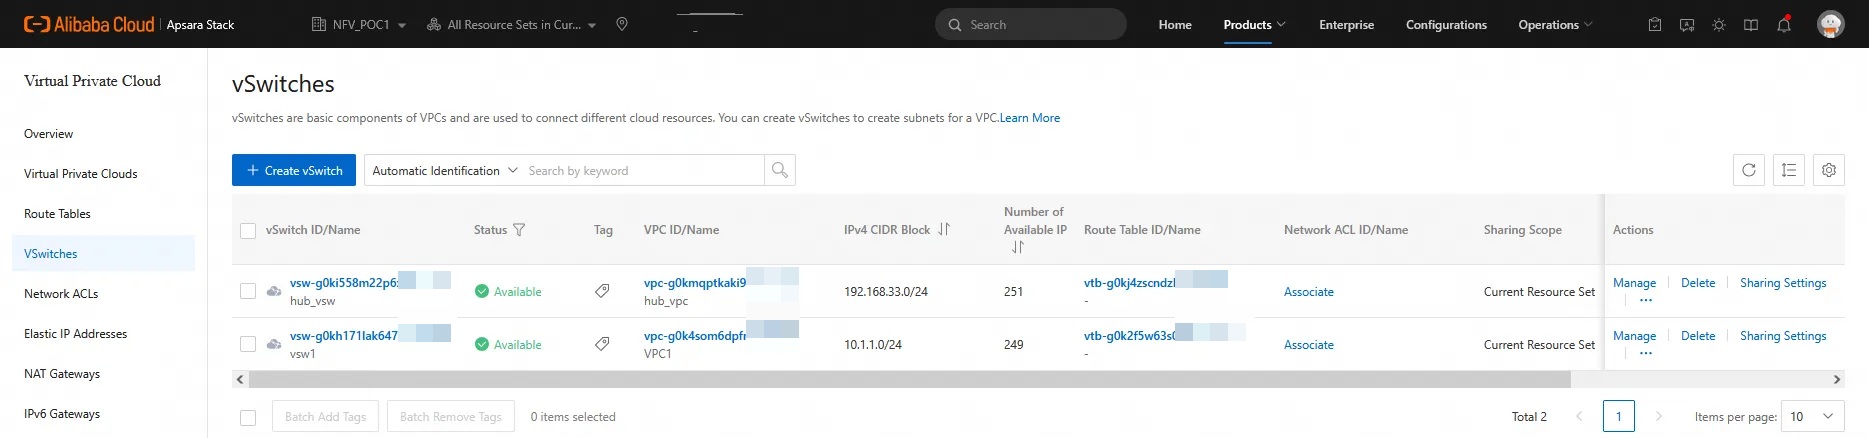 Alibaba Cloud | Apsara Stack NFV_POC1 All Resource Sets in Cur... Search Home Products Enterprise Configurations Operations
Virtual Private Cloud
Overview
Virtual Private Clouds
Route Tables
VSwitches
Network ACLs
Elastic IP Addresses
NAT Gateways
IPv6 Gateways
vSwitches
vSwitches are basic components of VPCs and are used to connect different cloud resources. You can create vSwitches to create subnets for a VPC.Learn More
+ Create vSwitch Automatic Identification Search by keyword
vSwitch ID/Name Status Tag VPC ID/Name IPv4 CIDR Block Number of Available IP Route Table ID/Name Network ACL ID/Name Sharing Scope Actions
vsw-g0ki558m22p6 Available vpc-g0kmqptkaki9 192.168.33.0/24 251 vtb-g0kj4zscndz Associate Current Resource Set Manage Delete Sharing Settings
hub_vsw hub_vpc - ...
vsw-g0kh171lak647 Available vpc-g0k4som6dpf 10.1.1.0/24 249 vtb-g0k2f5w63s Associate Current Resource Set Manage Delete Sharing Settings
vsw1 VPC1 - ...
Batch Add Tags Batch Remove Tags 0 items selected Total 2 1 Items per page: 10